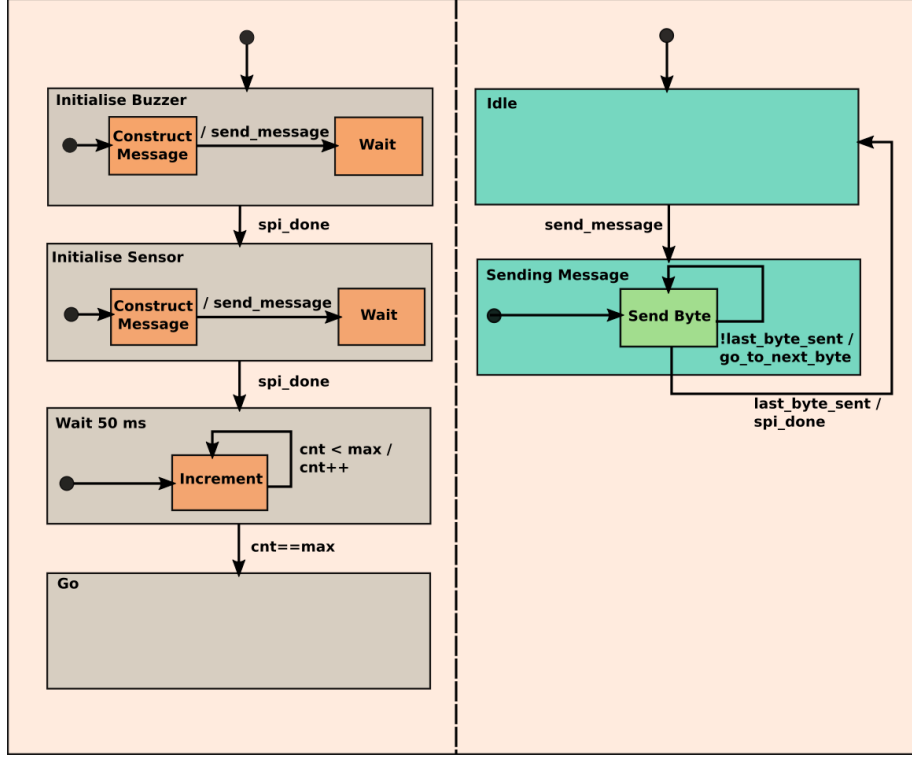 Initialise Buzzer
Construct
Message
/ send_message
Wait
spi_done
Initialise Sensor
Construct
Message
/ send_message
Wait
spi_done
Wait 50 ms
Increment
cnt < max /
cnt++
cnt==max
Go
Idle
send_message
Sending Message
Send Byte
!last_byte_sent /
go_to_next_byte
last_byte_sent /
spi_done